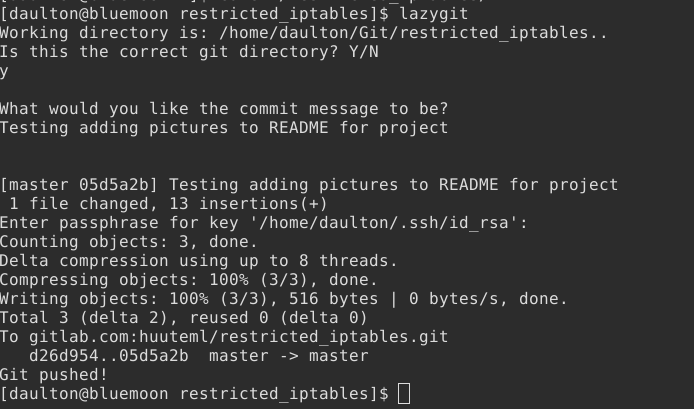 [daulton@bluemoon restricted_iptables]$ lazygit
Working directory is: /home/daulton/Git/restricted_iptables..
Is this the correct git directory? Y/N
y
What would you like the commit message to be?
Testing adding pictures to README for project
[master 05d5a2b] Testing adding pictures to README for project
 1 file changed, 13 insertions(+)
Enter passphrase for key '/home/daulton/.ssh/id_rsa':
Counting objects: 3, done.
Delta compression using up to 8 threads.
Compressing objects: 100% (3/3), done.
Writing objects: 100% (3/3), 516 bytes | 0 bytes/s, done.
Total 3 (delta 2), reused 0 (delta 0)
To gitlab.com:huuteml/restricted_iptables.git
   d26d954..05d5a2b  master -> master
Git pushed!
[daulton@bluemoon restricted_iptables]$